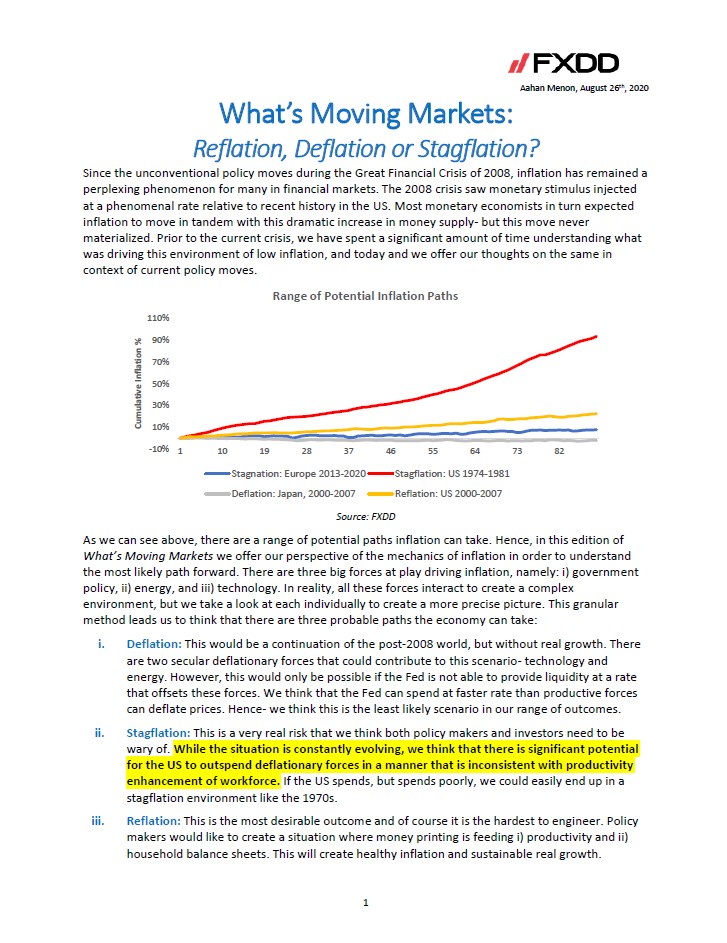 FXDD
Aahan Menon, August 26th, 2020
What's Moving Markets:
Reflation, Deflation or Stagflation?
Since the unconventional policy moves during the Great Financial Crisis of 2008, inflation has remained a
perplexing phenomenon for many in financial markets. The 2008 crisis saw monetary stimulus injected
at a phenomenal rate relative to recent history in the US. Most monetary economists in turn expected
inflation to move in tandem with this dramatic increase in money supply- but this move never
materialized. Prior to the current crisis, we have spent a significant amount of time understanding what
was driving this environment of low inflation, and today and we offer our thoughts on the same in
context of current policy moves.
Range of Potential Inflation Paths
Cumulative Inflation %
110%
90%
70%
50%
30%
10%
-10%
1 10 19 28 37 46 55 64 73 82
Stagnation: Europe 2013-2020 Stagflation: US 1974-1981
Deflation: Japan, 2000-2007 Reflation: US 2000-2007
Source: FXDD
As we can see above, there are a range of potential paths inflation can take. Hence, in this edition of
What's Moving Markets we offer our perspective of the mechanics of inflation in order to understand
the most likely path forward. There are three big forces at play driving inflation, namely: i) government
policy, ii) energy, and iii) technology. In reality, all these forces interact to create a complex
environment, but we take a look at each individually to create a more precise picture. This granular
method leads us to think that there are three probable paths the economy can take:
i. Deflation: This would be a continuation of the post-2008 world, but without real growth. There
are two secular deflationary forces that could contribute to this scenario- technology and
energy. However, this would only be possible if the Fed is not able to provide liquidity at a rate
that offsets these forces. We think that the Fed can spend at faster rate than productive forces
can deflate prices. Hence- we think this is the least likely scenario in our range of outcomes.
ii. Stagflation: This is a very real risk that we think both policy makers and investors need to be
wary of. While the situation is constantly evolving, we think that there is significant potential
for the US to outspend deflationary forces in a manner that is inconsistent with productivity
enhancement of workforce. If the US spends, but spends poorly, we could easily end up in a
stagflation environment like the 1970s.
iii. Reflation: This is the most desirable outcome and of course it is the hardest to engineer. Policy
makers would like to create a situation where money printing is feeding i) productivity and ii)
household balance sheets. This will create healthy inflation and sustainable real growth.
1